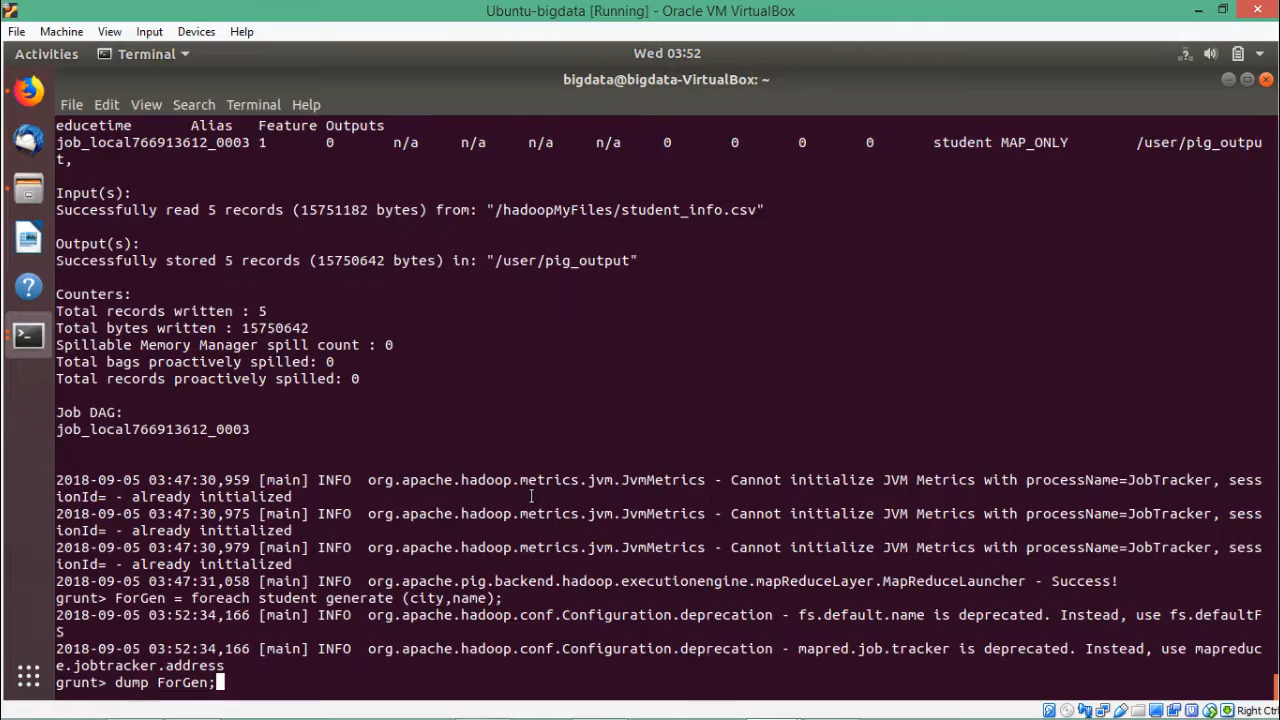 Ubuntu-bigdata [Running] - Oracle VM VirtualBox
File Machine View Input Devices Help
Activities Terminal Wed 03:52
bigdata@bigdata-VirtualBox: ~
File Edit View Search Terminal Help
educetime Alias Feature Outputs
job_local766913612_0003 1 0 n/a n/a n/a n/a 0 0 0 0 student MAP_ONLY /user/pig_outpu
t,
Input(s):
Successfully read 5 records (15751182 bytes) from: "/hadoopMyFiles/student_info.csv"
Output(s):
Successfully stored 5 records (15750642 bytes) in: "/user/pig_output"
Counters:
Total records written : 5
Total bytes written : 15750642
Spillable Memory Manager spill count : 0
Total bags proactively spilled: 0
Total records proactively spilled: 0
Job DAG:
job_local766913612_0003
2018-09-05 03:47:30,959 [main] INFO org.apache.hadoop.metrics.jvm.JvmMetrics - Cannot initialize JVM Metrics with processName=JobTracker, sess
ionId= - already initialized
2018-09-05 03:47:30,975 [main] INFO org.apache.hadoop.metrics.jvm.JvmMetrics - Cannot initialize JVM Metrics with processName=JobTracker, sess
ionId= - already initialized
2018-09-05 03:47:30,979 [main] INFO org.apache.hadoop.metrics.jvm.JvmMetrics - Cannot initialize JVM Metrics with processName=JobTracker, sess
ionId= - already initialized
2018-09-05 03:47:31,058 [main] INFO org.apache.pig.backend.hadoop.executionengine.mapReduceLayer.MapReduceLauncher - Success!
grunt> ForGen = foreach student generate (city,name);
2018-09-05 03:52:34,166 [main] INFO org.apache.hadoop.conf.Configuration.deprecation - fs.default.name is deprecated. Instead, use fs.defaultF
S
2018-09-05 03:52:34,166 [main] INFO org.apache.hadoop.conf.Configuration.deprecation - mapred.job.tracker is deprecated. Instead, use mapreduc
e.jobtracker.address
grunt> dump ForGen;
Right Ctrl